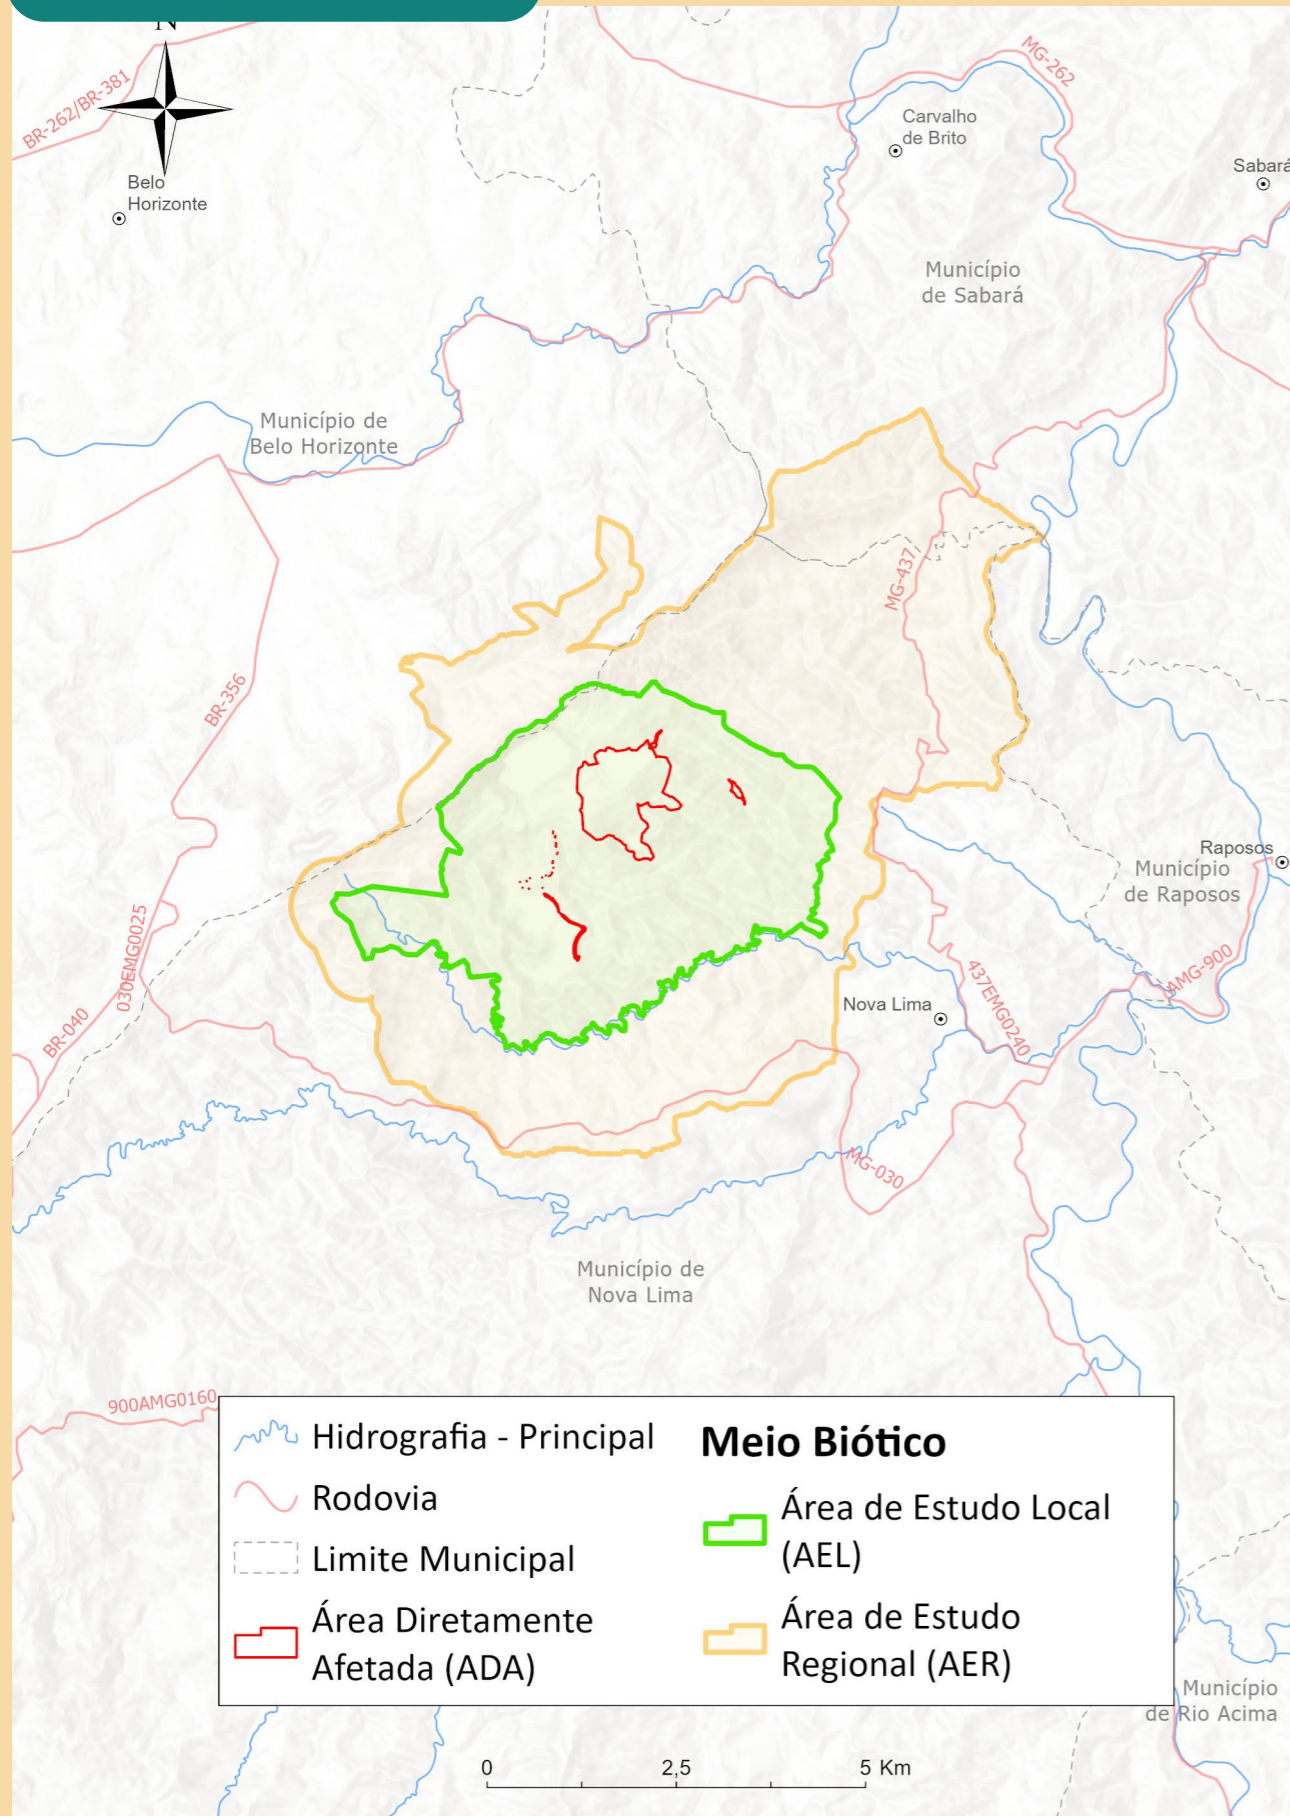 N
BR-262/BR-381
MG-262
Carvalho
de Brito
Sabará
Belo
Horizonte
Município
de Sabará
Município de
Belo Horizonte
MG-437
BR-356
Raposos
Município
de Raposos
030EMG0025
437EMG0240
AMG-900
Nova Lima
BR-040
MG-030
Município de
Nova Lima
900AMG0160
Hidrografia - Principal
Rodovia
Limite Municipal
Área Diretamente
Afetada (ADA)
Meio Biótico
Área de Estudo Local
(AEL)
Área de Estudo
Regional (AER)
Município
de Rio Acima
0 2,5 5 Km